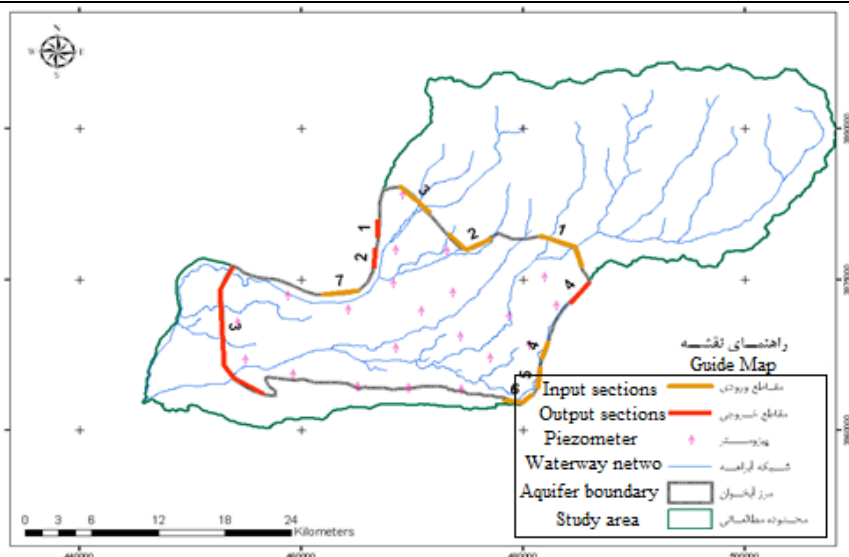 N
W E
S
3
1
2
1
2
7
4
3
4
5
6
راهنمای نقشه
Guide Map
Input sections مقاطع ورودی
Output sections مقاطع خروجی
Piezometer پیزومتر
Waterway netwo شبکه آبراهه
Aquifer boundary مرز آبخوان
Study area محدوده مطالعاتی
0 3 6 12 18 24
Kilometers